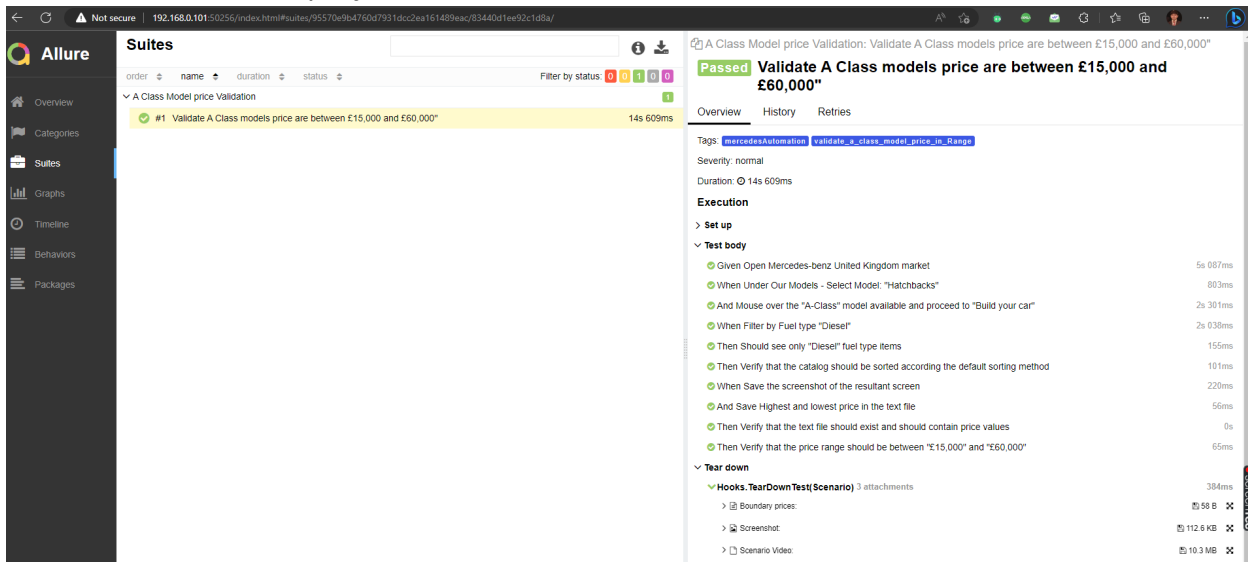 Not secure | 192.168.0.101:50256/index.html#suites/95570e9b4760d7931dcc2ea161489eac/83440d1ee92c1d8a/
Allure
Overview
Categories
Suites
Graphs
Timeline
Behaviors
Packages
Suites
order name duration status Filter by status: 0 0 1 0 0
A Class Model price Validation 1
#1 Validate A Class models price are between £15,000 and £60,000" 14s 609ms
A Class Model price Validation: Validate A Class models price are between £15,000 and £60,000"
Passed Validate A Class models price are between £15,000 and
£60,000"
Overview History Retries
Tags: mercedesAutomation validate_a_class_model_price_in_Range
Severity: normal
Duration: 14s 609ms
Execution
Set up
Test body
Given Open Mercedes-benz United Kingdom market 5s 087ms
When Under Our Models - Select Model: "Hatchbacks" 803ms
And Mouse over the "A-Class" model available and proceed to "Build your car" 2s 301ms
When Filter by Fuel type "Diesel" 2s 038ms
Then Should see only "Diesel" fuel type items 155ms
Then Verify that the catalog should be sorted according the default sorting method 101ms
When Save the screenshot of the resultant screen 220ms
And Save Highest and lowest price in the text file 56ms
Then Verify that the text file should exist and should contain price values 0s
Then Verify that the price range should be between "£15,000" and "£60,000" 65ms
Tear down
Hooks.TearDownTest(Scenario) 3 attachments 384ms
Boundary prices: 58 B
Screenshot: 112.6 KB
Scenario Video: 10.3 MB